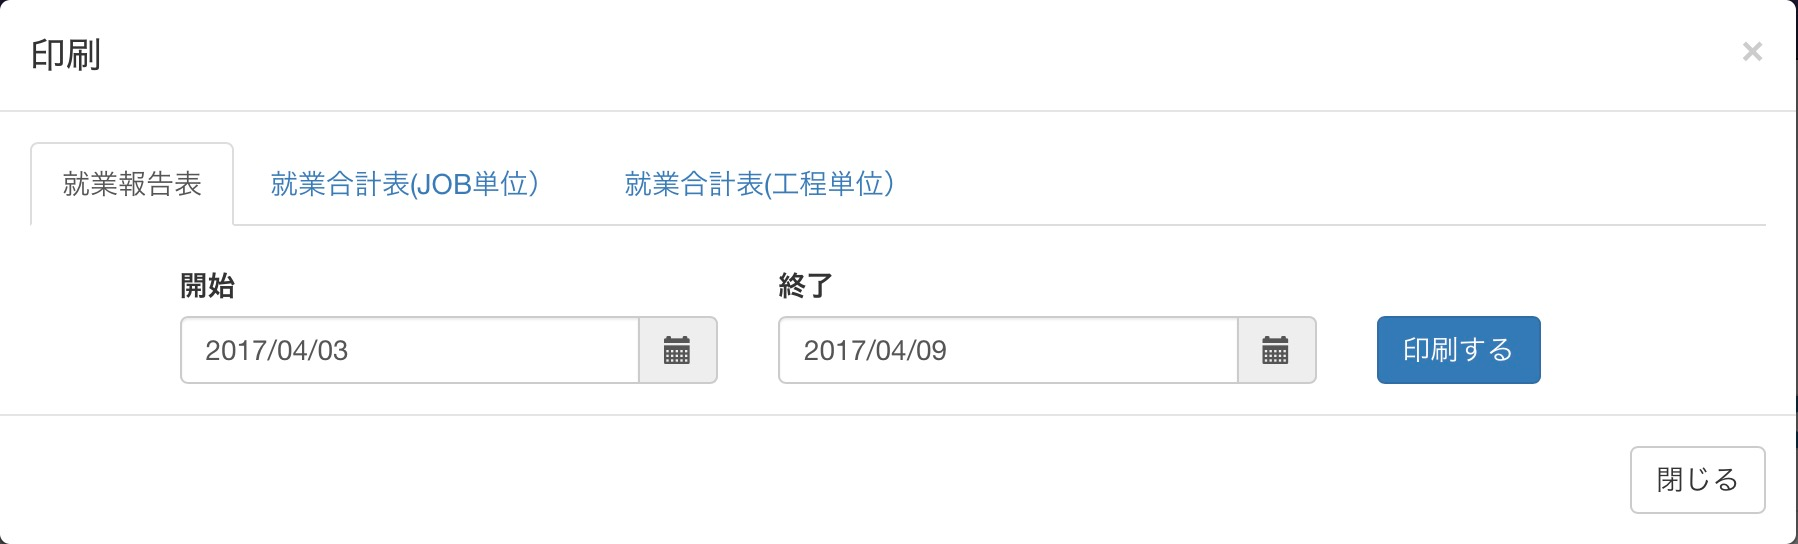 印刷
×
就業報告表
就業合計表(JOB単位）
就業合計表(工程単位）
開始
終了
2017/04/03
2017/04/09
印刷する
閉じる